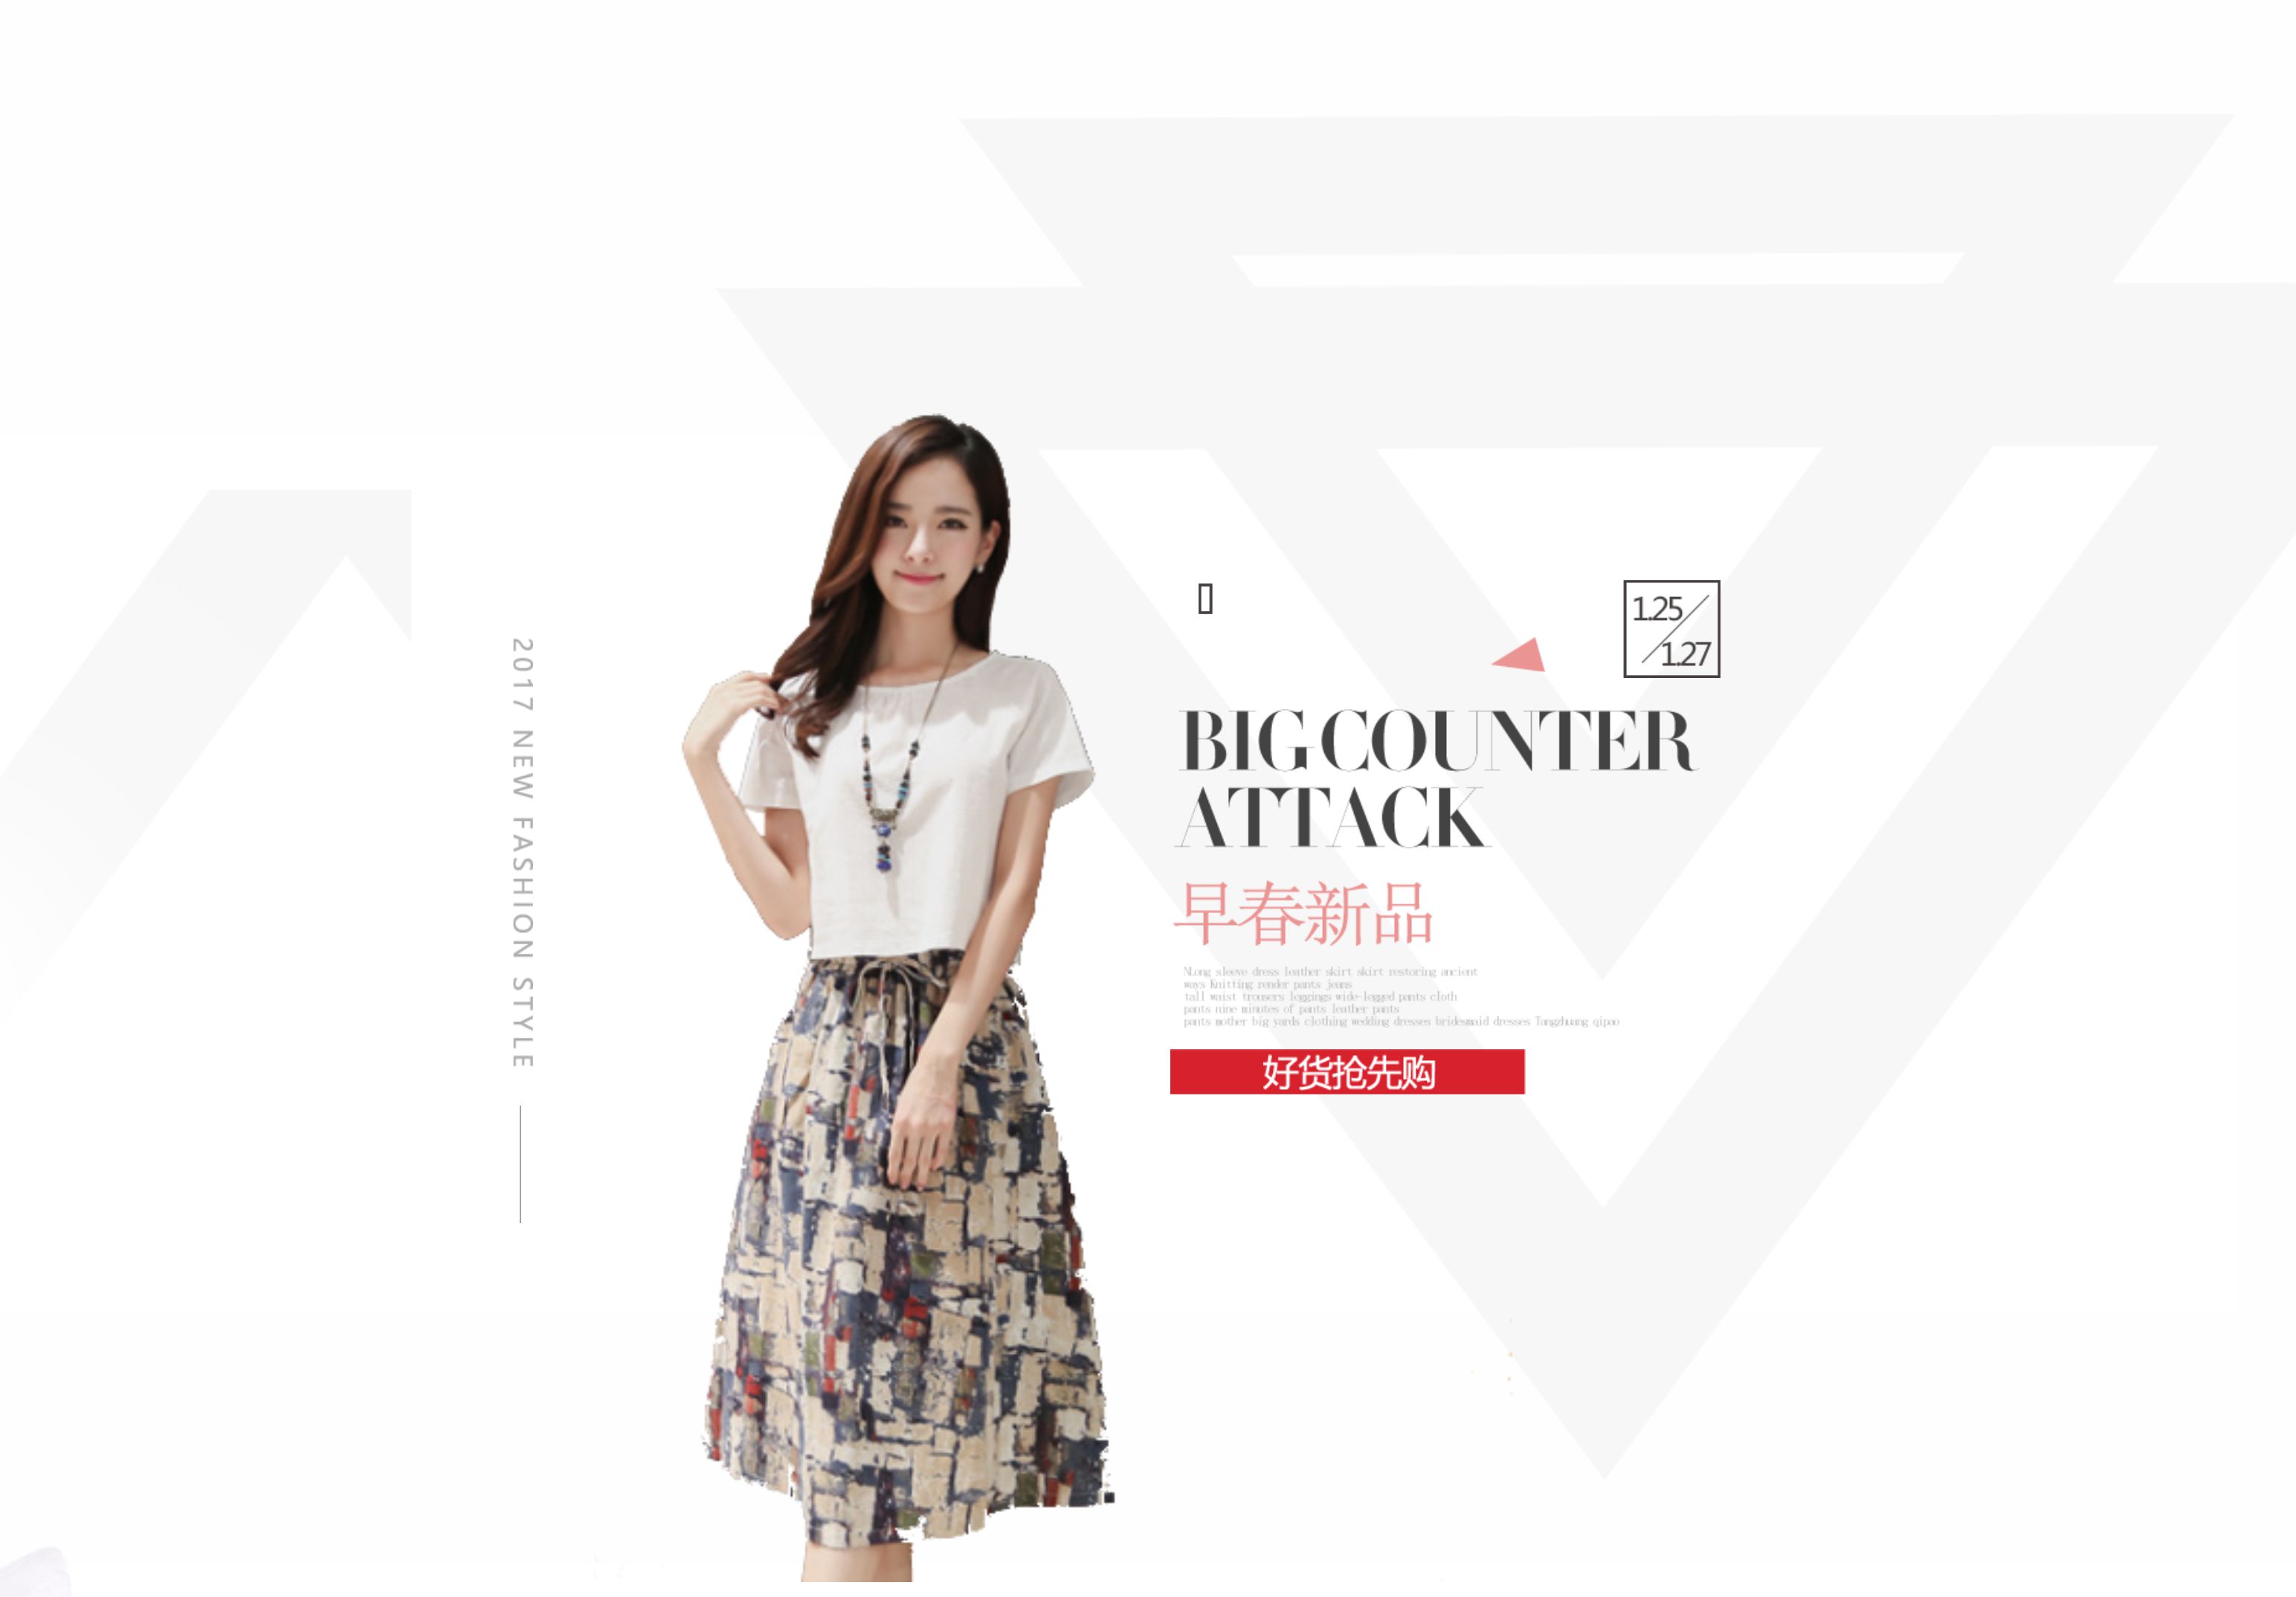 2017 NEW FASHION STYLE
1.25
1.27
BIG COUNTER
ATTACK
早春新品
NLong sleeve dress leather skirt skirt restoring ancient
ways Knitting render pants jeans
tall waist trousers leggings wide-legged pants cloth
pants nine minutes of pants leather pants
pants mother big yards clothing wedding dresses bridesmaid dresses Tangzhuang qipao
好货抢先购